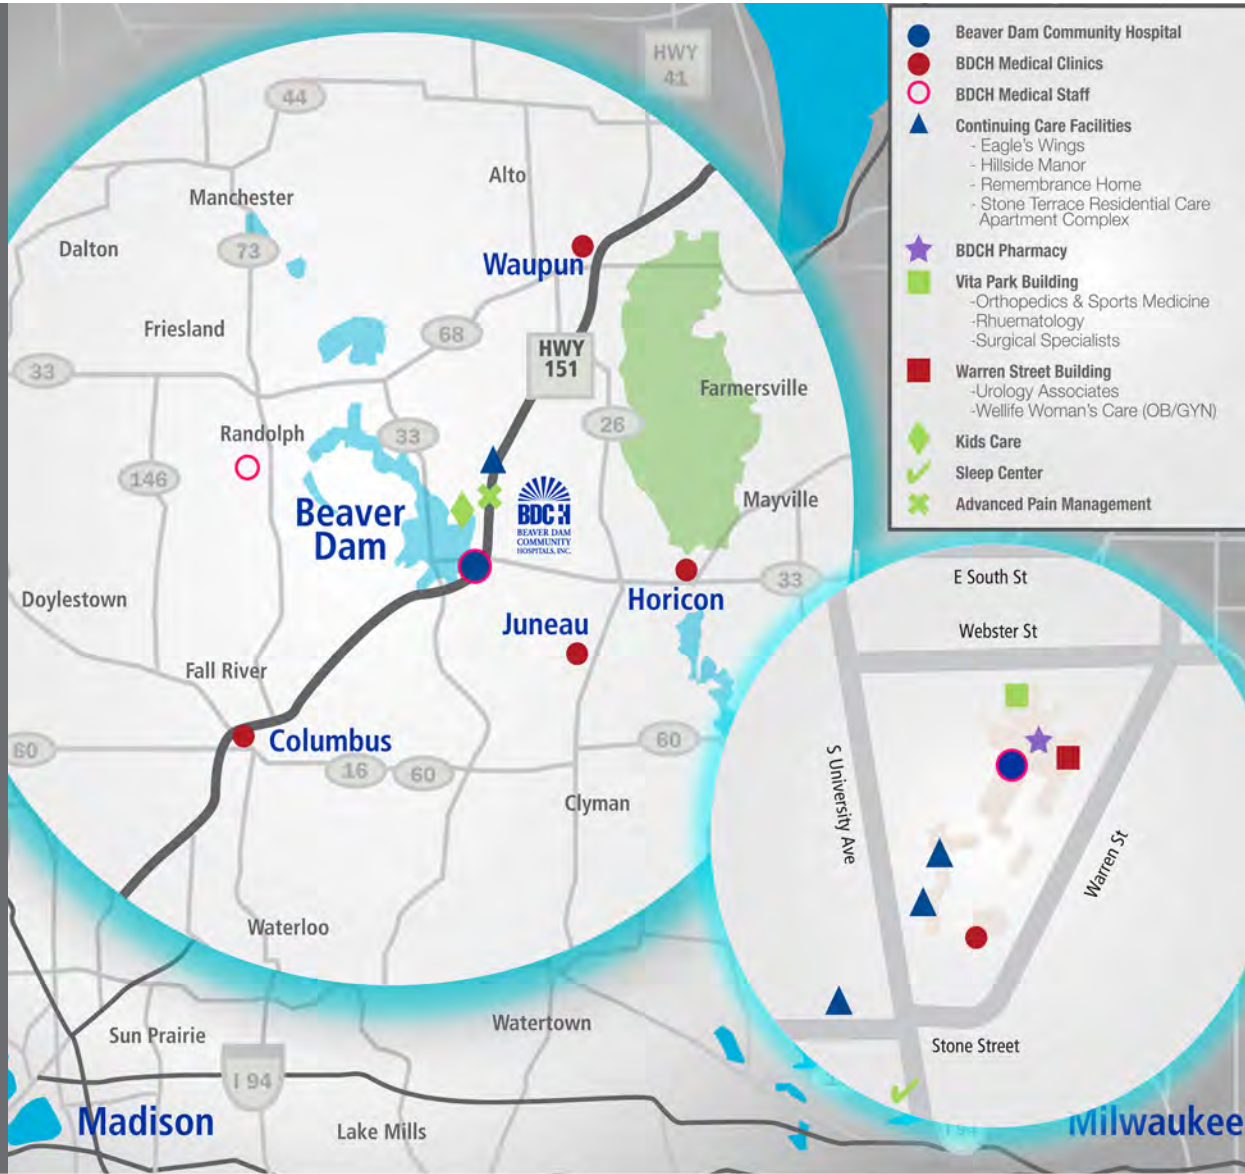 HWY
41
44
Alto
Manchester
Dalton
73
Waupun
Friesland
68
HWY
151
33
Farmersville
26
Randolph
33
146
Mayville
Beaver
Dam
BDCH
BEAVER DAM
COMMUNITY
HOSPITALS, INC.
33
Doylestown
Horicon
Juneau
Fall River
Columbus
60
60
16
60
Clyman
Waterloo
Watertown
Sun Prairie
I 94
Madison
Lake Mills
Milwaukee
Beaver Dam Community Hospital
BDCH Medical Clinics
BDCH Medical Staff
Continuing Care Facilities
- Eagle's Wings
- Hillside Manor
- Remembrance Home
- Stone Terrace Residential Care
Apartment Complex
BDCH Pharmacy
Vita Park Building
-Orthopedics & Sports Medicine
-Rhuematology
-Surgical Specialists
Warren Street Building
-Urology Associates
-Wellife Woman's Care (OB/GYN)
Kids Care
Sleep Center
Advanced Pain Management
E South St
Webster St
S University Ave
Warren St
Stone Street